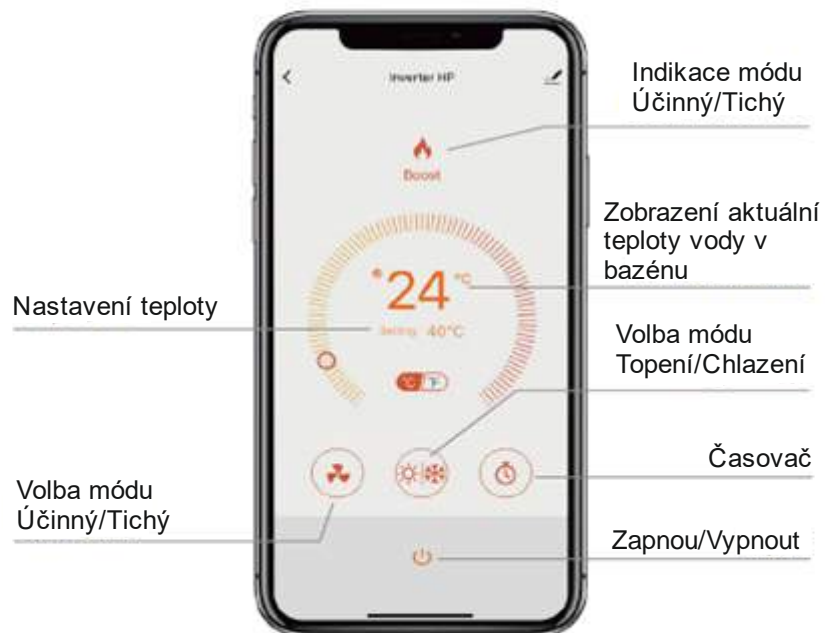 Inverter HP
Indikace módu
Účinný/Tichý
Boost
Zobrazení aktuální
teploty vody v
bazénu
24 °C
Nastavení teploty
Setting 40°C
Volba módu
Topení/Chlazení
°C °F
Časovač
Volba módu
Účinný/Tichý
Zapnou/Vypnout